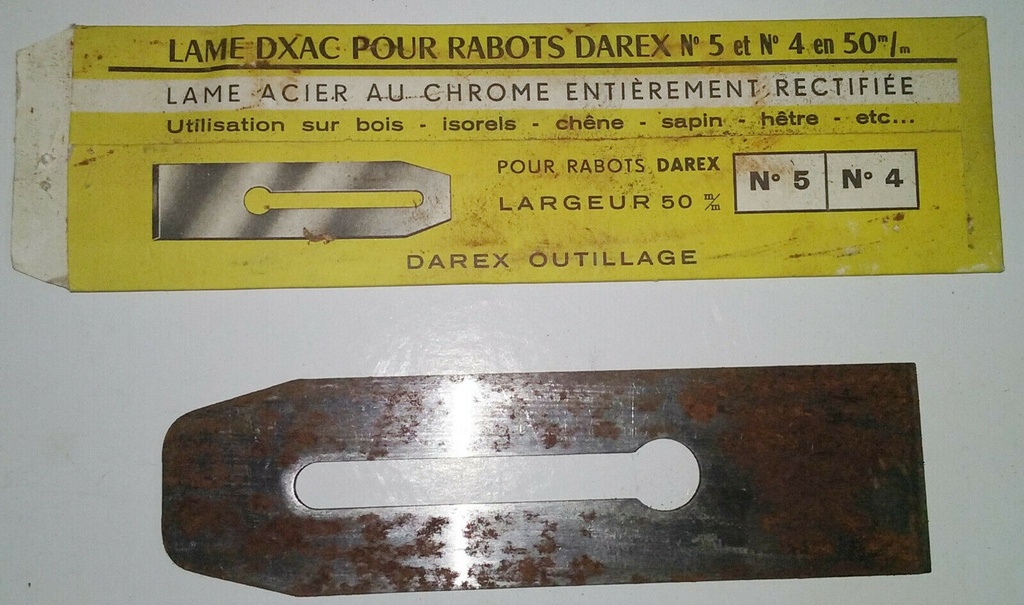 LAME DXAC POUR RABOTS DAREX N° 5 et N° 4 en 50 m/m
LAME ACIER AU CHROME ENTIÈREMENT RECTIFIÉE
Utilisation sur bois - isorels - chêne - sapin - hêtre - etc...
POUR RABOTS DAREX
LARGEUR 50 m/m
N° 5 N° 4
DAREX OUTILLAGE